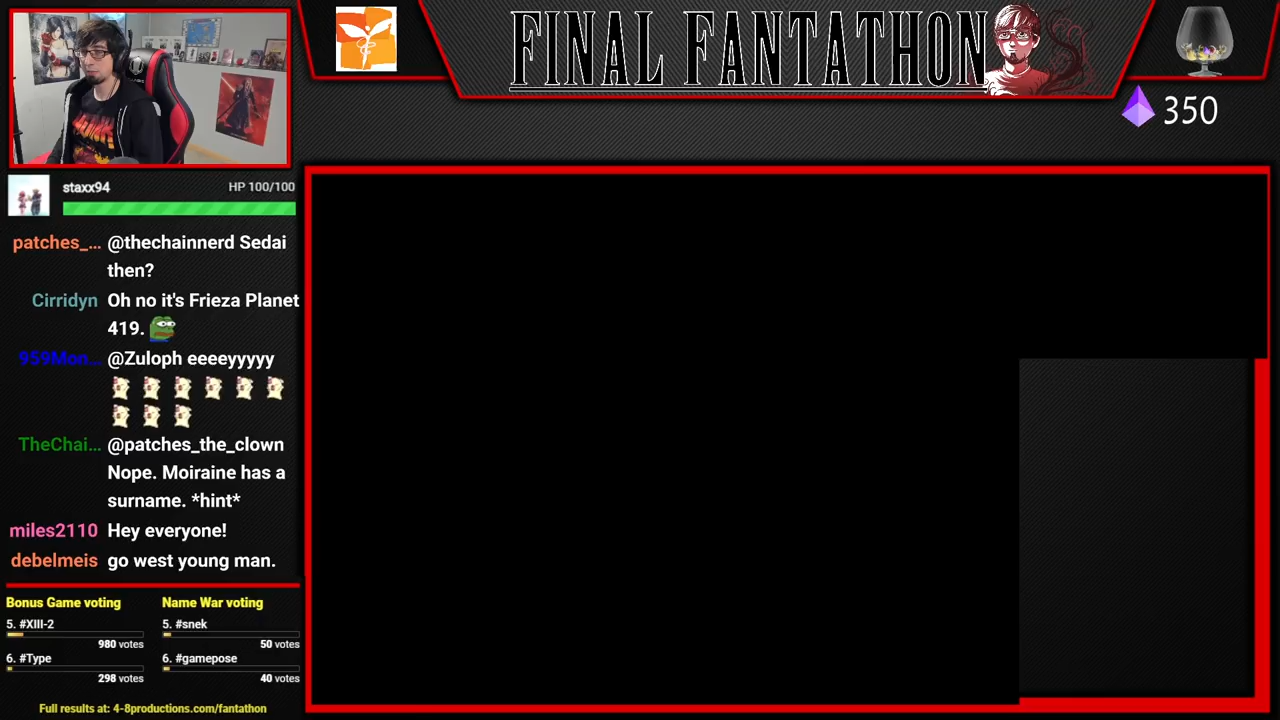 FINAL FANTATHON
350
staxx94 HP 100/100
patches_... @thechainnerd Sedai
then?
Cirridyn Oh no it's Frieza Planet
419.
959Mon... @Zuloph eeeeyyyyy
TheChai... @patches_the_clown
Nope. Moiraine has a
surname. *hint*
miles2110 Hey everyone!
debelmeis go west young man.
Bonus Game voting Name War voting
5. #XIII-2 5. #snek
980 votes 50 votes
6. #Type 6. #gamepose
298 votes 40 votes
Full results at: 4-8productions.com/fantathon